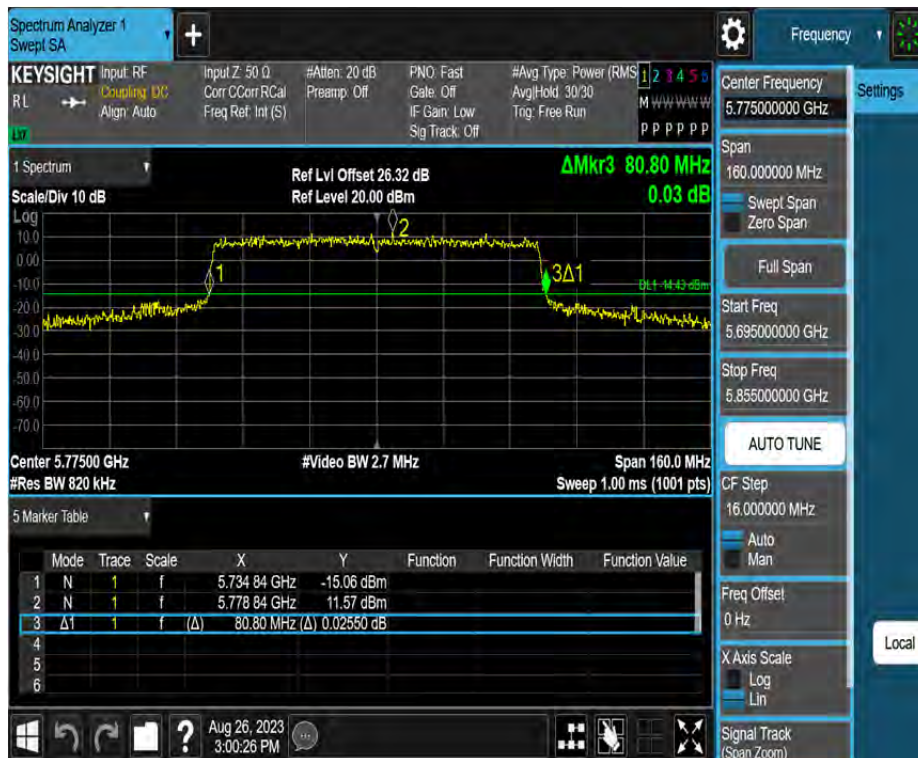 Spectrum Analyzer 1
Swept SA
+
Frequency
KEYSIGHT
RL
LXI
Input: RF
Coupling: DC
Align: Auto
Input Z: 50 Ω
Corr CCorr RCal
Freq Ref: Int (S)
#Atten: 20 dB
Preamp: Off
PNO: Fast
Gate: Off
IF Gain: Low
Sig Track: Off
#Avg Type: Power (RMS
Avg|Hold: 30/30
Trig: Free Run
1 2 3 4 5 6
M W W W W W
P P P P P P
Center Frequency
5.775000000 GHz
Settings
1 Spectrum
Scale/Div 10 dB
Ref Lvl Offset 26.32 dB
Ref Level 20.00 dBm
ΔMkr3 80.80 MHz
0.03 dB
Span
160.000000 MHz
Swept Span
Zero Span
Full Span
Start Freq
5.695000000 GHz
Stop Freq
5.855000000 GHz
AUTO TUNE
CF Step
16.000000 MHz
Auto
Man
Freq Offset
0 Hz
X Axis Scale
Log
Lin
Signal Track
(Span Zoom)
Local
Log
10.0
0.00
-10.0
-20.0
-30.0
-40.0
-50.0
-60.0
-70.0
1
2
3Δ1
DL1 -14.43 dBm
Center 5.77500 GHz
#Video BW 2.7 MHz
Span 160.0 MHz
#Res BW 820 kHz
Sweep 1.00 ms (1001 pts)
5 Marker Table
Mode Trace Scale X Y Function Function Width Function Value
1 N 1 f 5.734 84 GHz -15.06 dBm
2 N 1 f 5.778 84 GHz 11.57 dBm
3 Δ1 1 f (Δ) 80.80 MHz (Δ) 0.02550 dB
4
5
6
?
Aug 26, 2023
3:00:26 PM